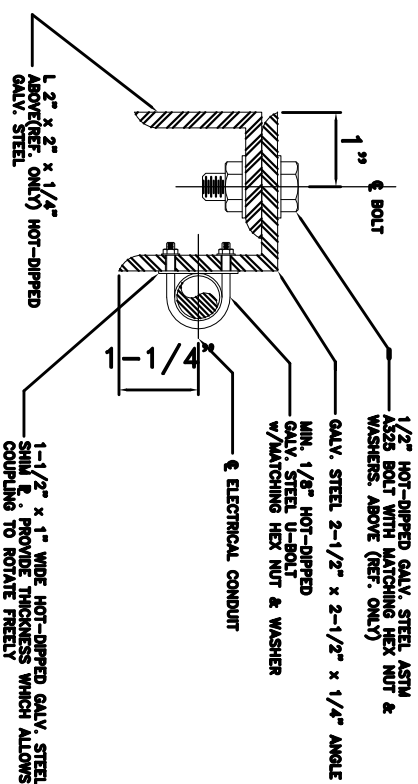 1/2" HOT-DIPPED GALV. STEEL ASTM
A325 BOLT WITH MATCHING HEX NUT &
WASHERS. ABOVE (REF. ONLY)
GALV. STEEL 2-1/2" x 2-1/2" x 1/4" ANGLE
MIN. 1/8" HOT-DIPPED
GALV. STEEL U-BOLT
w/MATCHING HEX NUT & WASHER
℄ ELECTRICAL CONDUIT
1-1/2" x 1" WIDE HOT-DIPPED GALV. STEEL
SHIM ℄. PROVIDE THICKNESS WHICH ALLOWS
COUPLING TO ROTATE FREELY
℄ BOLT
1"
1-1/4"
L 2" x 2" x 1/4"
ABOVE(REF. ONLY) HOT-DIPPED
GALV. STEEL